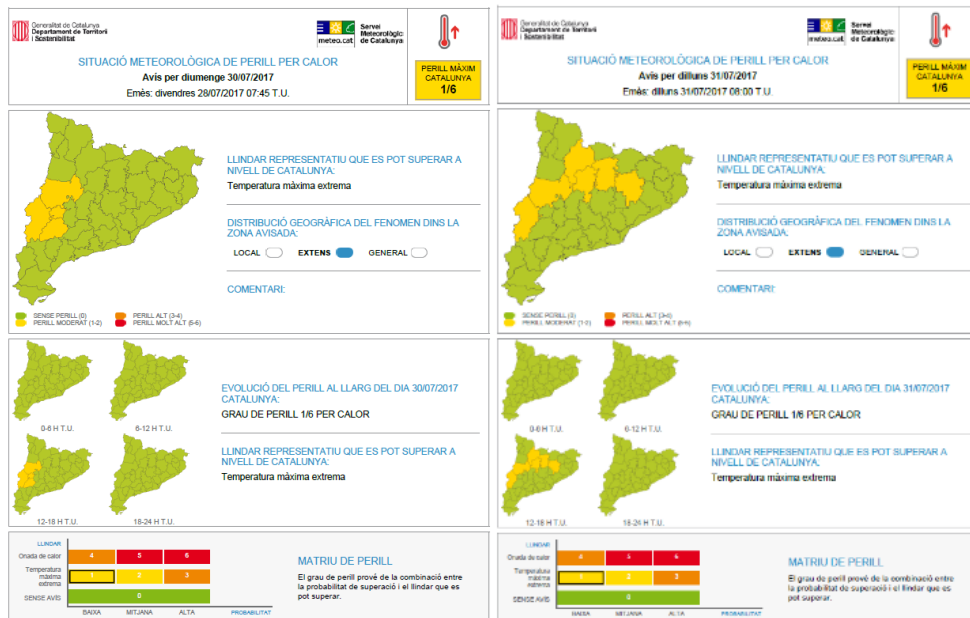 Generalitat de Catalunya
Departament de Territori
i Sostenibilitat
meteo.cat
Servei
Meteorològic
de Catalunya
SITUACIÓ METEOROLÒGICA DE PERILL PER CALOR
Avís per diumenge 30/07/2017
Emès: divendres 28/07/2017 07:45 T.U.
PERILL MÀXIM
CATALUNYA
1/6
LLINDAR REPRESENTATIU QUE ES POT SUPERAR A
NIVELL DE CATALUNYA:
Temperatura màxima extrema
DISTRIBUCIÓ GEOGRÀFICA DEL FENOMEN DINS LA
ZONA AVISADA:
LOCAL EXTENS GENERAL
COMENTARI:
SENSE PERILL (0) PERILL ALT (3-4)
PERILL MODERAT (1-2) PERILL MOLT ALT (5-6)
0-6 H T.U. 6-12 H T.U.
12-18 H T.U. 18-24 H T.U.
EVOLUCIÓ DEL PERILL AL LLARG DEL DIA 30/07/2017
CATALUNYA:
GRAU DE PERILL 1/6 PER CALOR
LLINDAR REPRESENTATIU QUE ES POT SUPERAR A
NIVELL DE CATALUNYA:
Temperatura màxima extrema
LLINDAR
Onada de calor 4 5 6
Temperatura
màxima
extrema
1 2 3
SENSE AVÍS 0
BAIXA MITJANA ALTA PROBABILITAT
MATRIU DE PERILL
El grau de perill prové de la combinació entre
la probabilitat de superació i el llindar que es
pot superar.
Generalitat de Catalunya
Departament de Territori
i Sostenibilitat
meteo.cat
Servei
Meteorològic
de Catalunya
SITUACIÓ METEOROLÒGICA DE PERILL PER CALOR
Avís per dilluns 31/07/2017
Emès: dilluns 31/07/2017 08:00 T.U.
PERILL MÀXIM
CATALUNYA
1/6
LLINDAR REPRESENTATIU QUE ES POT SUPERAR A
NIVELL DE CATALUNYA:
Temperatura màxima extrema
DISTRIBUCIÓ GEOGRÀFICA DEL FENOMEN DINS LA
ZONA AVISADA:
LOCAL EXTENS GENERAL
COMENTARI:
SENSE PERILL (0) PERILL ALT (3-4)
PERILL MODERAT (1-2) PERILL MOLT ALT (5-6)
0-6 H T.U. 6-12 H T.U.
12-18 H T.U. 18-24 H T.U.
EVOLUCIÓ DEL PERILL AL LLARG DEL DIA 31/07/2017
CATALUNYA:
GRAU DE PERILL 1/6 PER CALOR
LLINDAR REPRESENTATIU QUE ES POT SUPERAR A
NIVELL DE CATALUNYA:
Temperatura màxima extrema
LLINDAR
Onada de calor 4 5 6
Temperatura
màxima
extrema
1 2 3
SENSE AVÍS 0
BAIXA MITJANA ALTA PROBABILITAT
MATRIU DE PERILL
El grau de perill prové de la combinació entre
la probabilitat de superació i el llindar que es
pot superar.